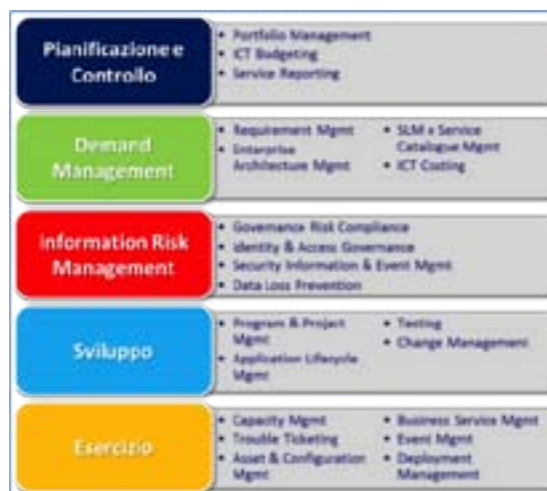 Pianificazione e
Controllo
• Portfolio Management
• ICT Budgeting
• Service Reporting
Demand
Management
• Requirement Mgmt
• Enterprise
Architecture Mgmt
• SLM e Service
Catalogue Mgmt
• ICT Costing
Information Risk
Management
• Governance Risk Compliance
• Identity & Access Governance
• Security Information & Event Mgmt
• Data Loss Prevention
Sviluppo
• Program & Project
Mgmt
• Application Lifecycle
Mgmt
• Testing
• Change Management
Esercizio
• Capacity Mgmt
• Trouble Ticketing
• Asset & Configuration
Mgmt
• Business Service Mgmt
• Event Mgmt
• Deployment
Management